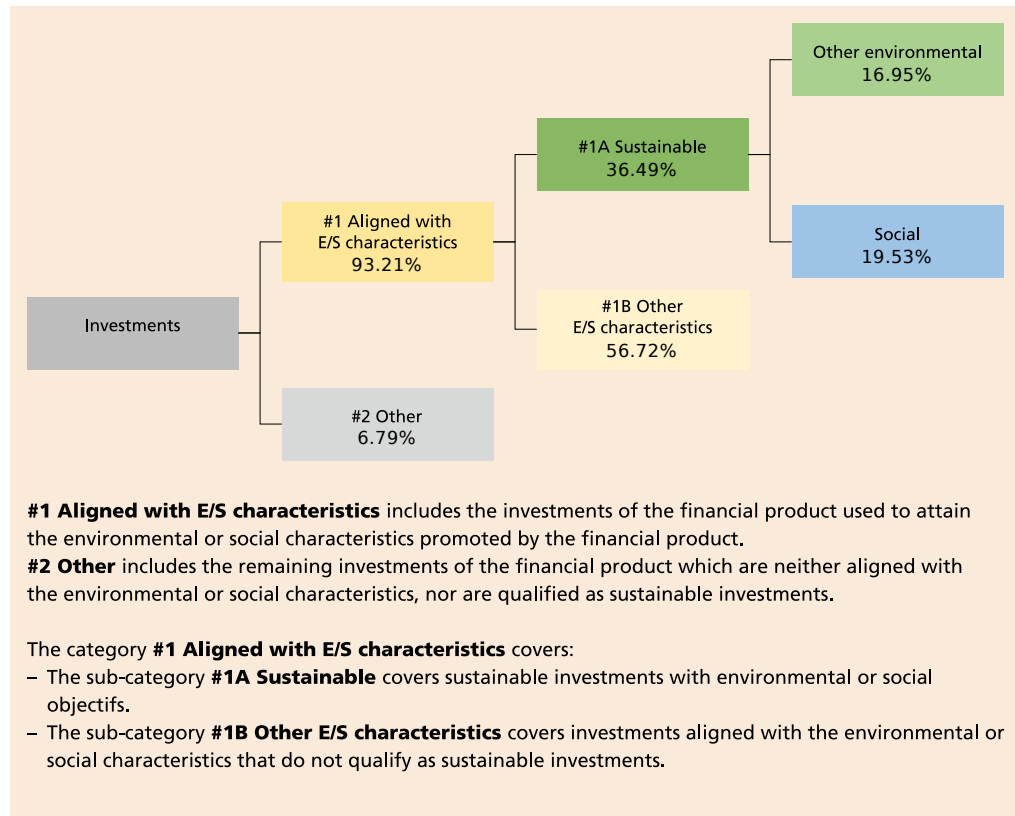 Other environmental
16.95%
#1A Sustainable
36.49%
#1 Aligned with
E/S characteristics
93.21%
Social
19.53%
Investments
#1B Other
E/S characteristics
56.72%
#2 Other
6.79%
#1 Aligned with E/S characteristics includes the investments of the financial product used to attain
the environmental or social characteristics promoted by the financial product.
#2 Other includes the remaining investments of the financial product which are neither aligned with
the environmental or social characteristics, nor are qualified as sustainable investments.
The category #1 Aligned with E/S characteristics covers:
– The sub-category #1A Sustainable covers sustainable investments with environmental or social
objectifs.
– The sub-category #1B Other E/S characteristics covers investments aligned with the environmental or
social characteristics that do not qualify as sustainable investments.